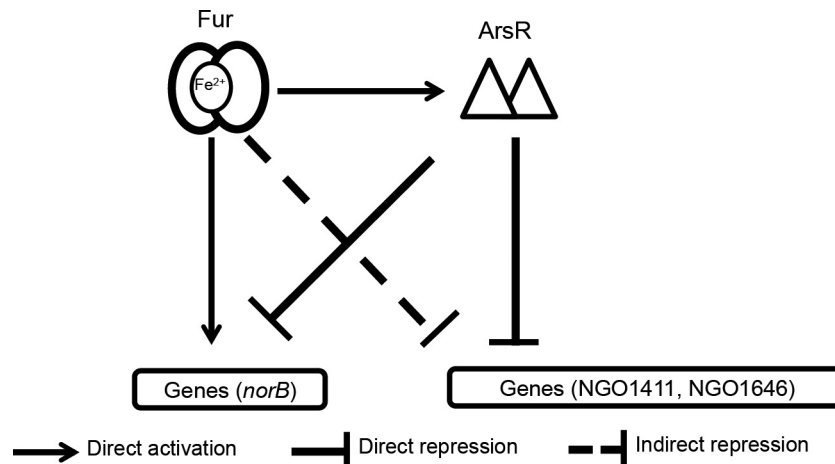 Fur
ArsR
Fe²⁺
Genes (norB)
Genes (NGO1411, NGO1646)
Direct activation
Direct repression
Indirect repression